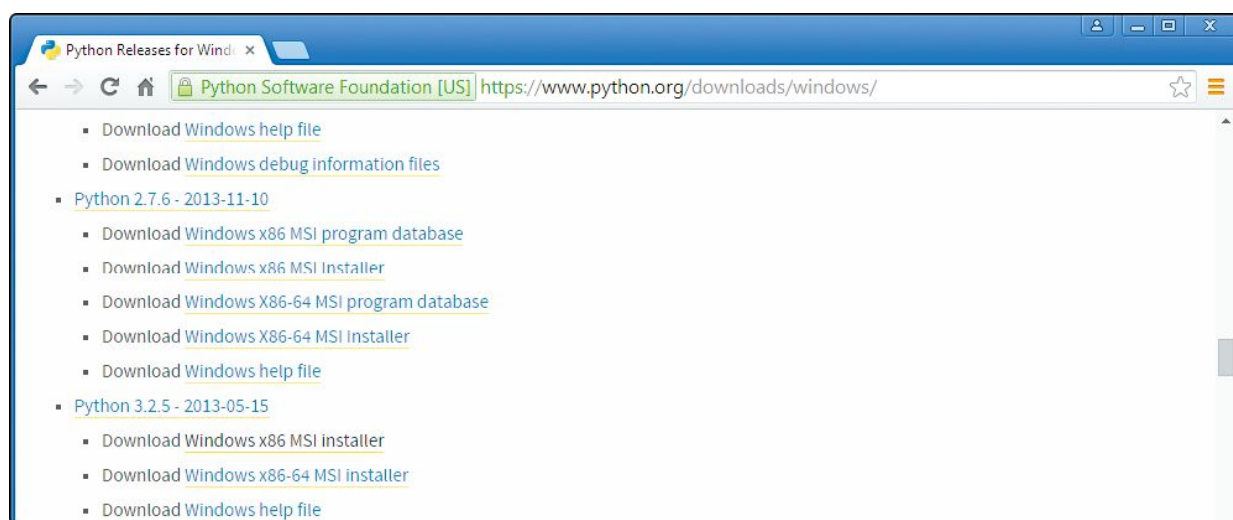 Python Releases for Wind
Python Software Foundation [US] https://www.python.org/downloads/windows/
Download Windows help file
Download Windows debug information files
Python 2.7.6 - 2013-11-10
Download Windows x86 MSI program database
Download Windows x86 MSI Installer
Download Windows X86-64 MSI program database
Download Windows X86-64 MSI Installer
Download Windows help file
Python 3.2.5 - 2013-05-15
Download Windows x86 MSI installer
Download Windows x86-64 MSI installer
Download Windows help file